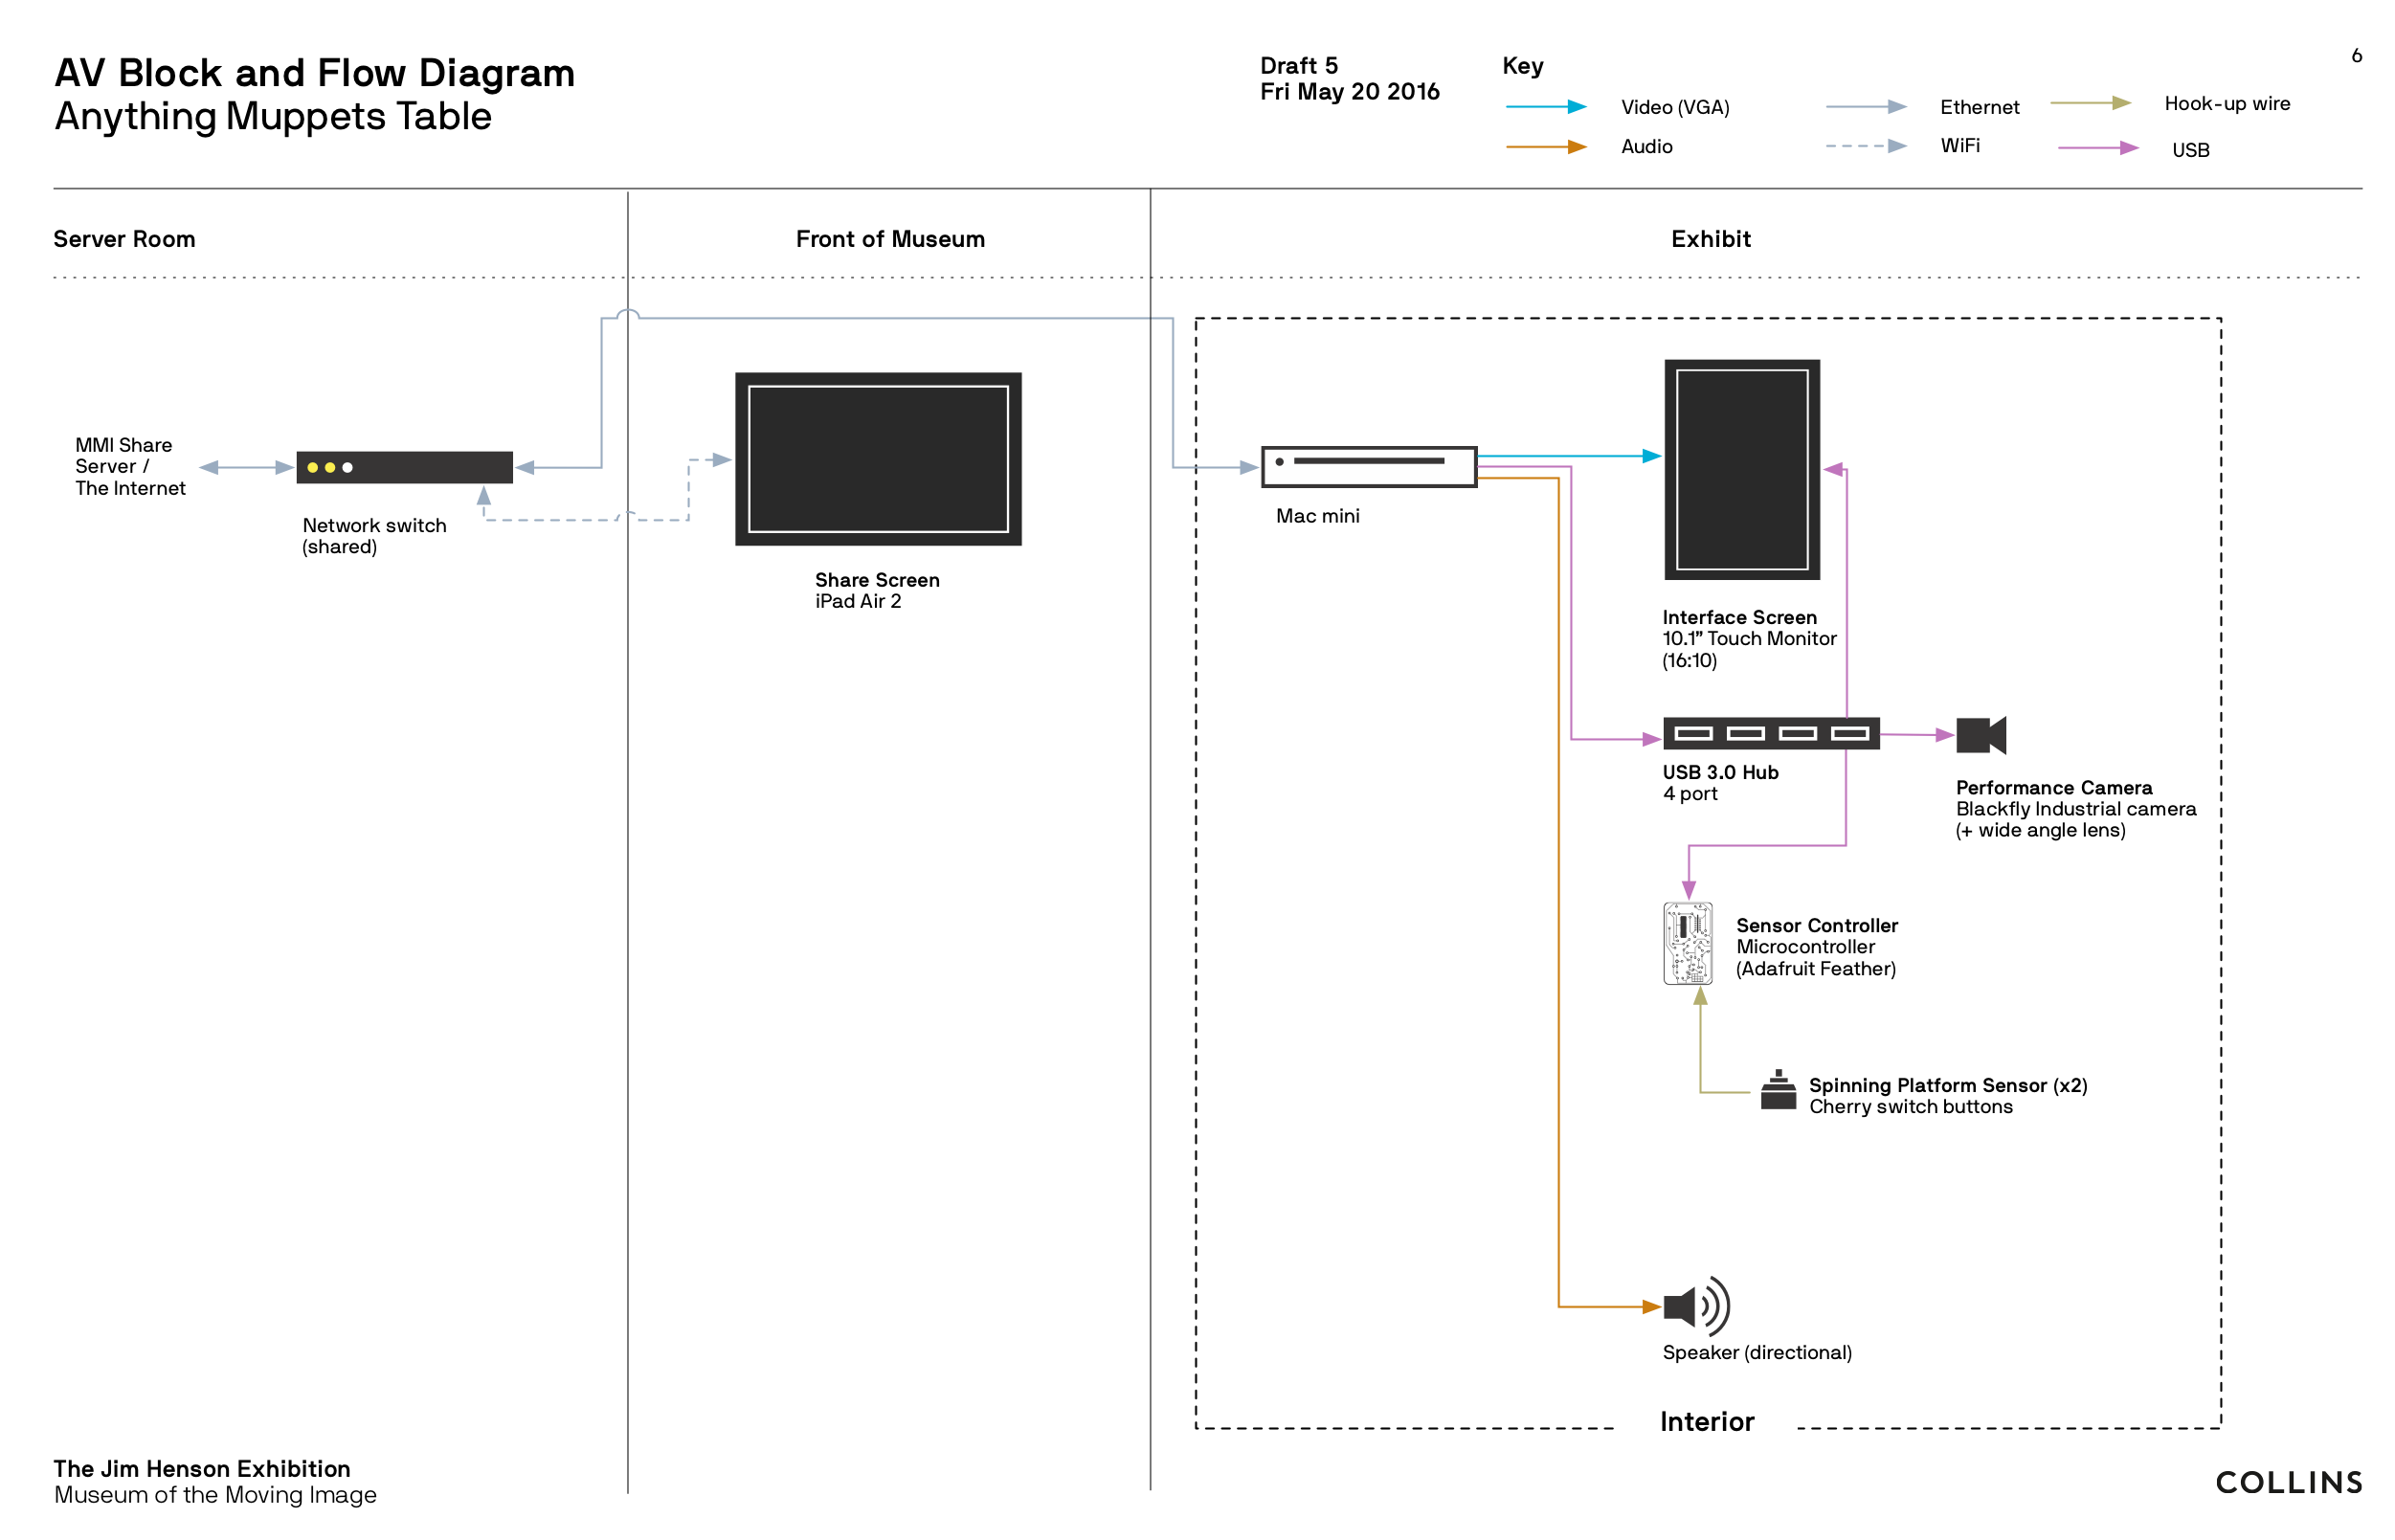 AV Block and Flow Diagram
Anything Muppets Table
Draft 5
Fri May 20 2016
Key
Video (VGA)
Audio
Ethernet
WiFi
Hook-up wire
USB
6
Server Room
Front of Museum
Exhibit
MMI Share
Server /
The Internet
Network switch
(shared)
Share Screen
iPad Air 2
Mac mini
Interface Screen
10.1” Touch Monitor
(16:10)
USB 3.0 Hub
4 port
Performance Camera
Blackfly Industrial camera
(+ wide angle lens)
Sensor Controller
Microcontroller
(Adafruit Feather)
Spinning Platform Sensor (x2)
Cherry switch buttons
Speaker (directional)
Interior
The Jim Henson Exhibition
Museum of the Moving Image
COLLINS